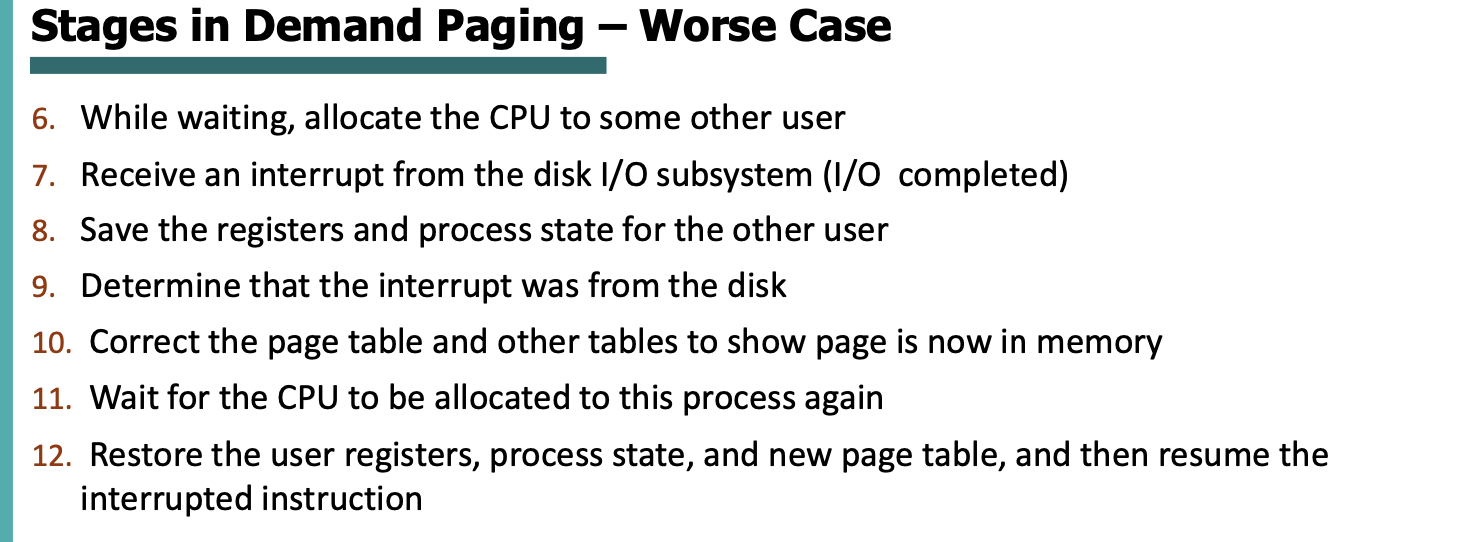 Stages in Demand Paging – Worse Case
6. While waiting, allocate the CPU to some other user
7. Receive an interrupt from the disk I/O subsystem (I/O  completed)
8. Save the registers and process state for the other user
9. Determine that the interrupt was from the disk
10. Correct the page table and other tables to show page is now in memory
11. Wait for the CPU to be allocated to this process again
12. Restore the user registers, process state, and new page table, and then resume the
interrupted instruction